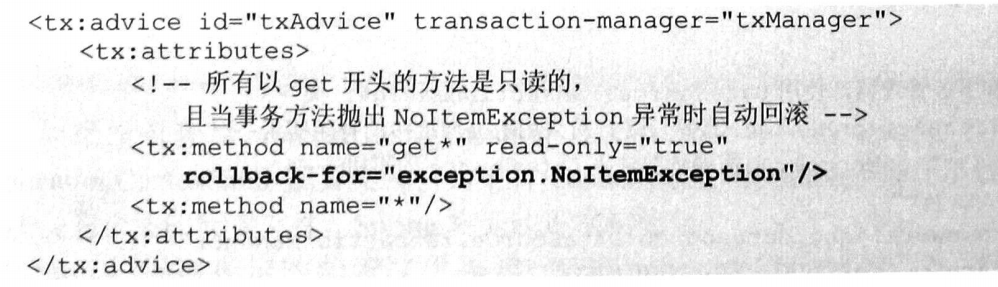 <tx:advice id="txAdvice" transaction-manager="txManager">
<tx:attributes>
<!-- 所有以 get 开头的方法是只读的，
且当事务方法抛出 NoItemException 异常时自动回滚 -->
<tx:method name="get*" read-only="true"
rollback-for="exception.NoItemException"/>
<tx:method name="*"/>
</tx:attributes>
</tx:advice>